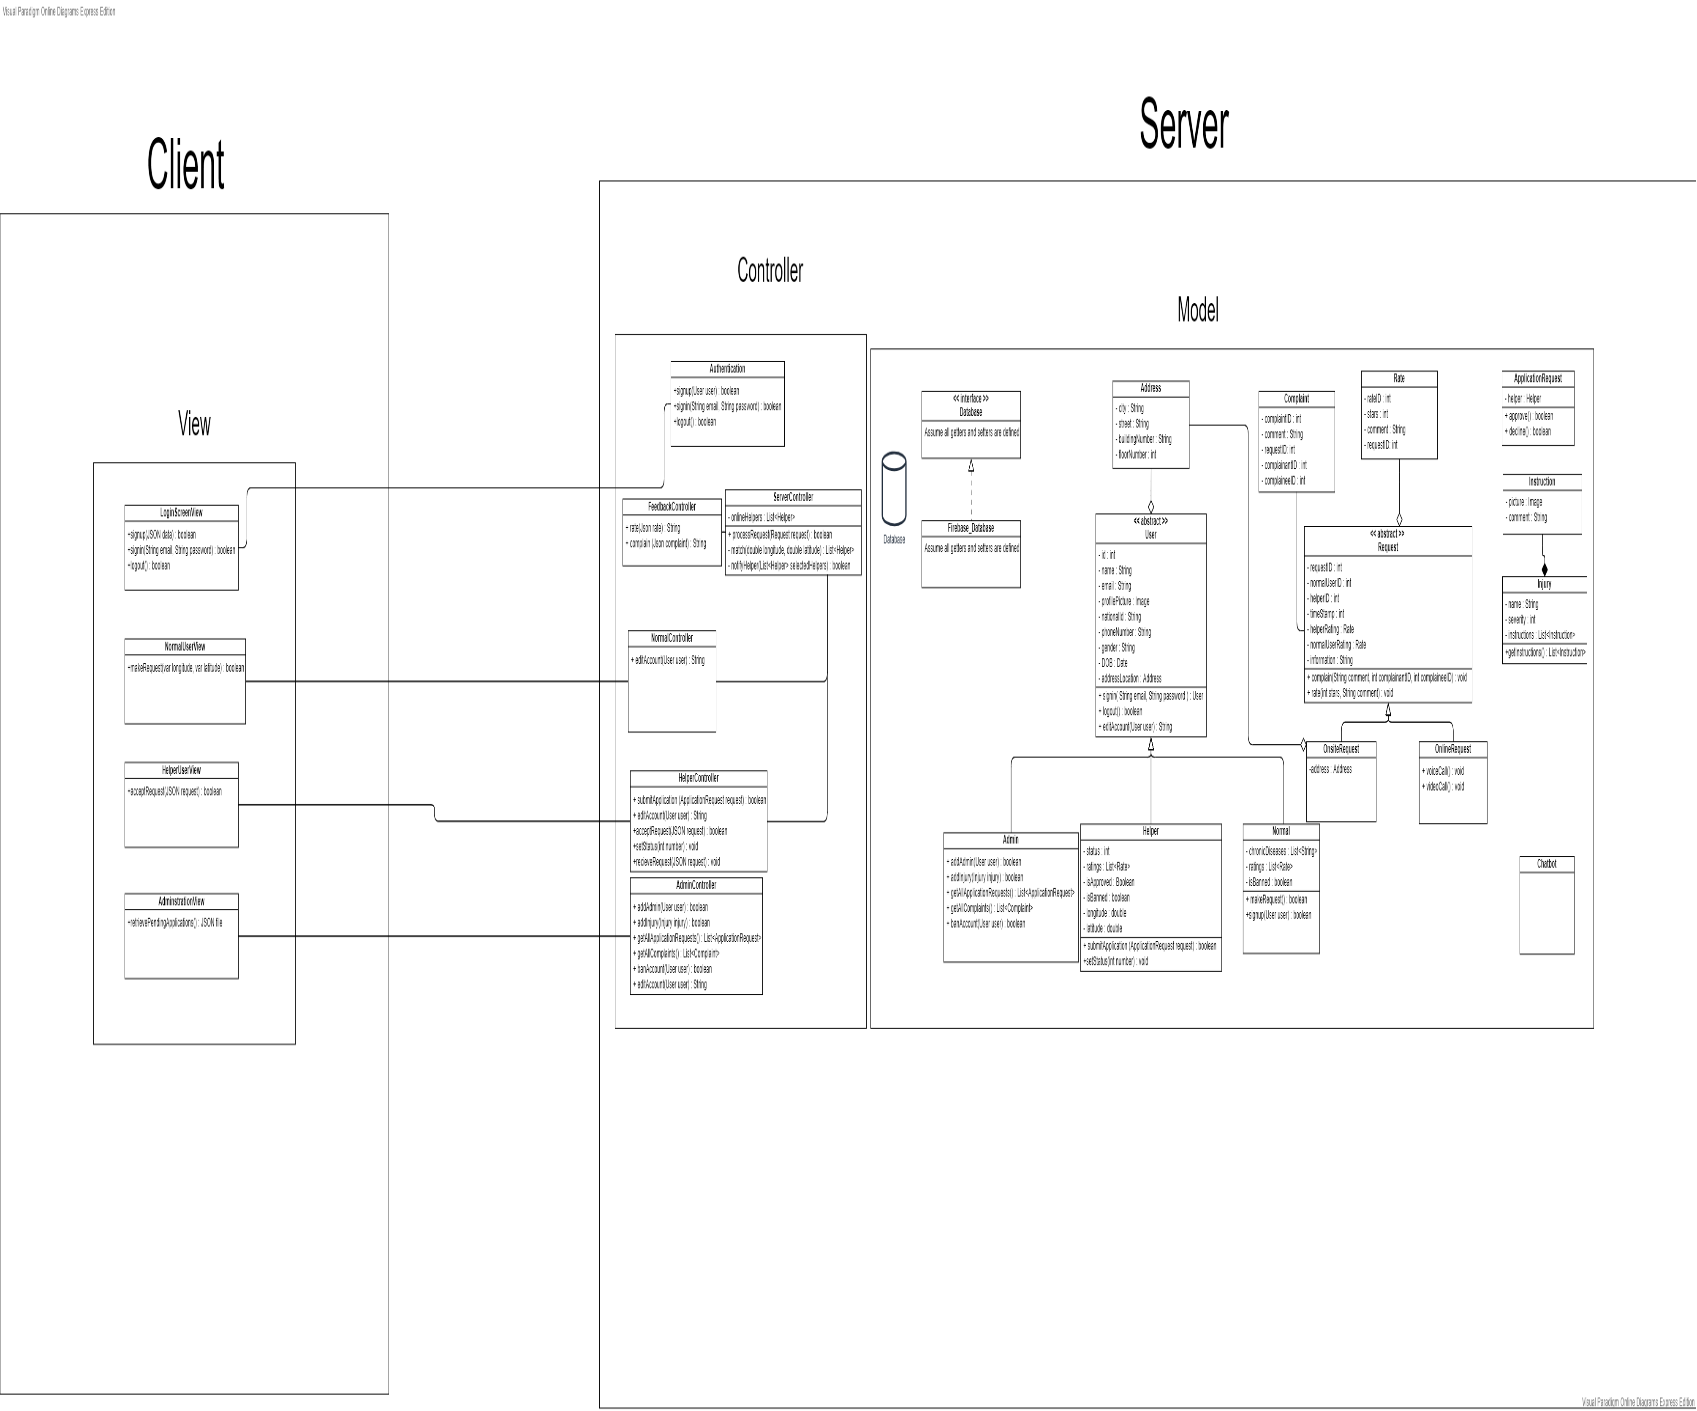 Visual Paradigm Online Diagrams Express Edition
Client
Server
View
Controller
Model
LoginScreenView
+signup(JSON data) : boolean
+signin(String email, String password) : boolean
+logout() : boolean
NormalUserView
+makeRequest(var longitude, var latitude) : boolean
HelperUserView
+acceptRequest(JSON request) : boolean
AdminstrationView
+retrievePendingApplications() : JSON file
Authentication
+signup(User user) : boolean
+signin(String email, String password) : boolean
+logout() : boolean
FeedbackController
+ rate(Json rate) : String
+ complain (Json complaint) : String
ServerController
- onlineHelpers : List<Helper>
+ processRequest(Request request) : boolean
- match(double longitude, double latitude) : List<Helper>
- notifyHelper(List<Helper> selectedHelpers) : boolean
NormalController
+ editAccount(User user) : String
HelperController
+ submitApplication (ApplicationRequest request) : boolean
+ editAccount(User user) : String
+acceptRequest(JSON request) : boolean
+setStatus(int number) : void
+recieveRequest(JSON request) : void
AdminController
+ addAdmin(User user) : boolean
+ addInjury(Injury injury) : boolean
+ getAllApplicationRequests() : List<ApplicationRequest>
+ getAllComplaints() : List<Complaint>
+ banAccount(User user) : boolean
+ editAccount(User user) : String
Database
<< interface >>
Database
Assume all getters and setters are defined
Firebase_Database
Assume all getters and setters are defined
Address
- city : String
- street : String
- buildingNumber : String
- floorNumber : int
<< abstract >>
User
- id : int
- name : String
- email : String
- profilePicture : Image
- nationalId : String
- phoneNumber : String
- gender : String
- DOB : Date
- addressLocation : Address
+ signin( String email, String password ) : User
+ logout() : boolean
+ editAccount(User user) : String
Complaint
- complaintID : int
- comment : String
- requestID: int
- complainantID : int
- complaineeID : int
Rate
- rateID : int
- stars : int
- comment : String
- requestID: int
<< abstract >>
Request
- requestID : int
- normalUserID : int
- helperID : int
- timeStamp : int
- helperRating : Rate
- normalUserRating : Rate
- information : String
+ complain(String comment, int complainantID, int complaineeID) : void
+ rate(int stars, String comment) : void
ApplicationRequest
- helper : Helper
+ approve() : boolean
+ decline() : boolean
Instruction
- picture : Image
- comment : String
Injury
- name : String
- severity : int
- instructions : List<Instruction>
+getInstructions() : List<Instruction>
OnsiteRequest
-address : Address
OnlineRequest
+ voiceCall() : void
+ videoCall() : void
Admin
+ addAdmin(User user) : boolean
+ addInjury(Injury injury) : boolean
+ getAllApplicationRequests() : List<ApplicationRequest>
+ getAllComplaints() : List<Complaint>
+ banAccount(User user) : boolean
Helper
- status : int
- ratings : List<Rate>
- isApproved : Boolean
- isBanned : boolean
- longitude : double
- latitude : double
+ submitApplication (ApplicationRequest request) : boolean
+setStatus(int number) : void
Normal
- chronicDiseases : List<String>
- ratings : List<Rate>
- isBanned : boolean
+ makeRequest() : boolean
+signup(User user) : boolean
Chatbot
Visual Paradigm Online Diagrams Express Edition